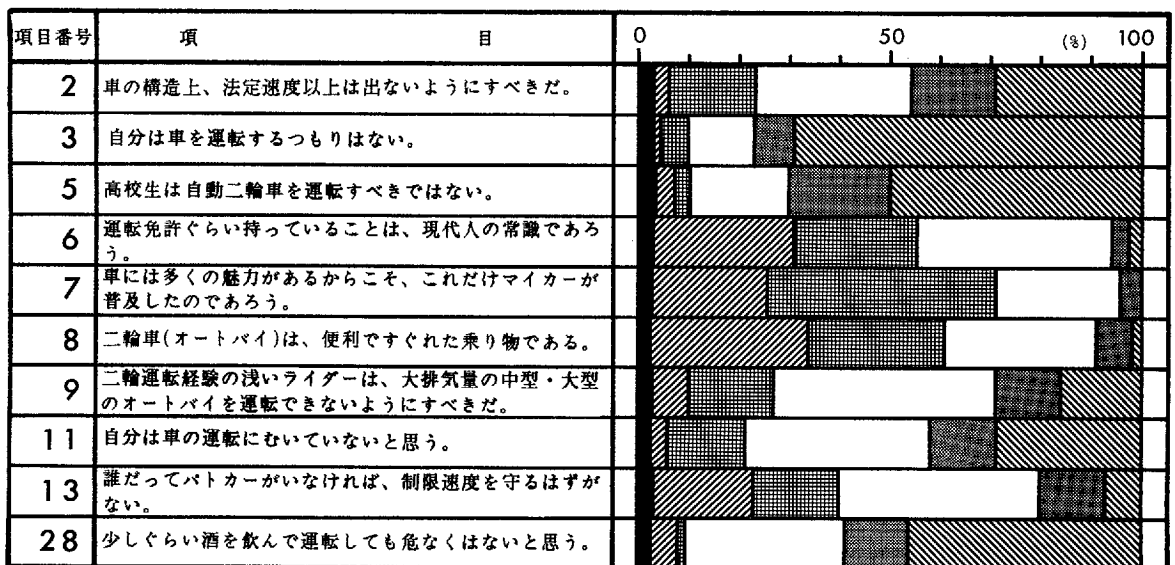 項目番号 項 目 0 50 (%) 100
2 車の構造上、法定速度以上は出ないようにすべきだ。
3 自分は車を運転するつもりはない。
5 高校生は自動二輪車を運転すべきではない。
6 運転免許ぐらい持っていることは、現代人の常識であろ
う。
7 車には多くの魅力があるからこそ、これだけマイカーが
普及したのであろう。
8 二輪車(オートバイ)は、便利ですぐれた乗り物である。
9 二輪運転経験の浅いライダーは、大排気量の中型・大型
のオートバイを運転できないようにすべきだ。
11 自分は車の運転にむいていないと思う。
13 誰だってパトカーがいなければ、制限速度を守るはずが
ない。
28 少しぐらい酒を飲んで運転しても危なくはないと思う。